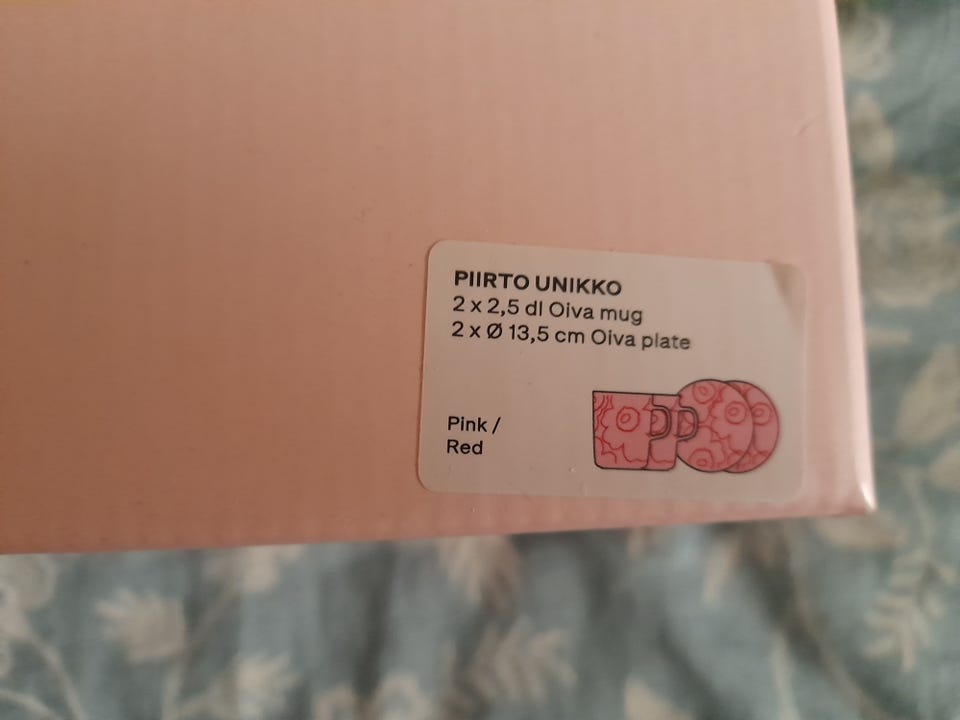 PIIRTO UNIKKO
2 x 2,5 dl Oiva mug
2 x Ø 13,5 cm Oiva plate
Pink /
Red